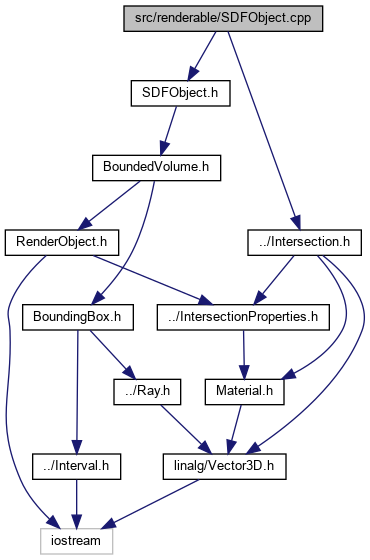 src/renderable/SDFObject.cpp
SDFObject.h
BoundedVolume.h
RenderObject.h
../Intersection.h
BoundingBox.h
../IntersectionProperties.h
../Ray.h
Material.h
../Interval.h
linalg/Vector3D.h
iostream